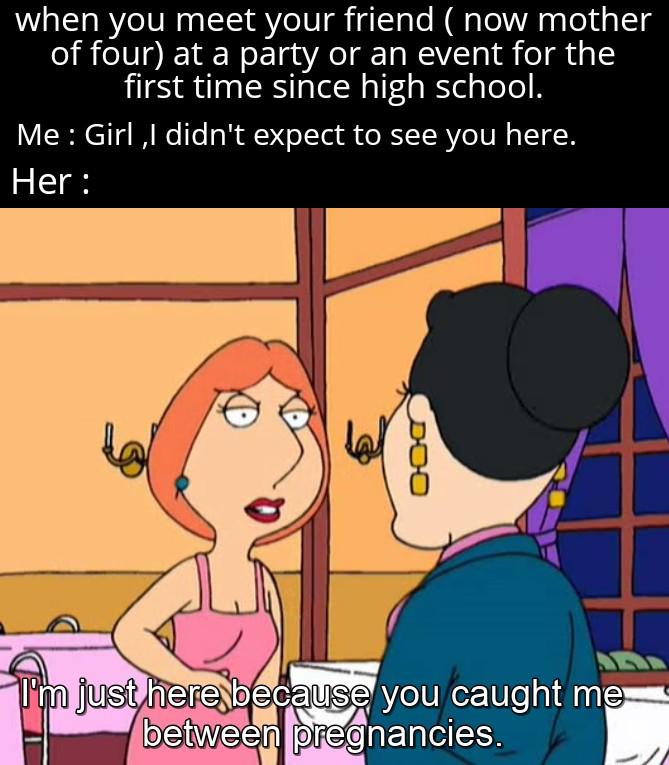 when you meet your friend ( now mother
of four) at a party or an event for the
first time since high school.
Me : Girl ,I didn't expect to see you here.
Her :
I'm just here because you caught me
between pregnancies.